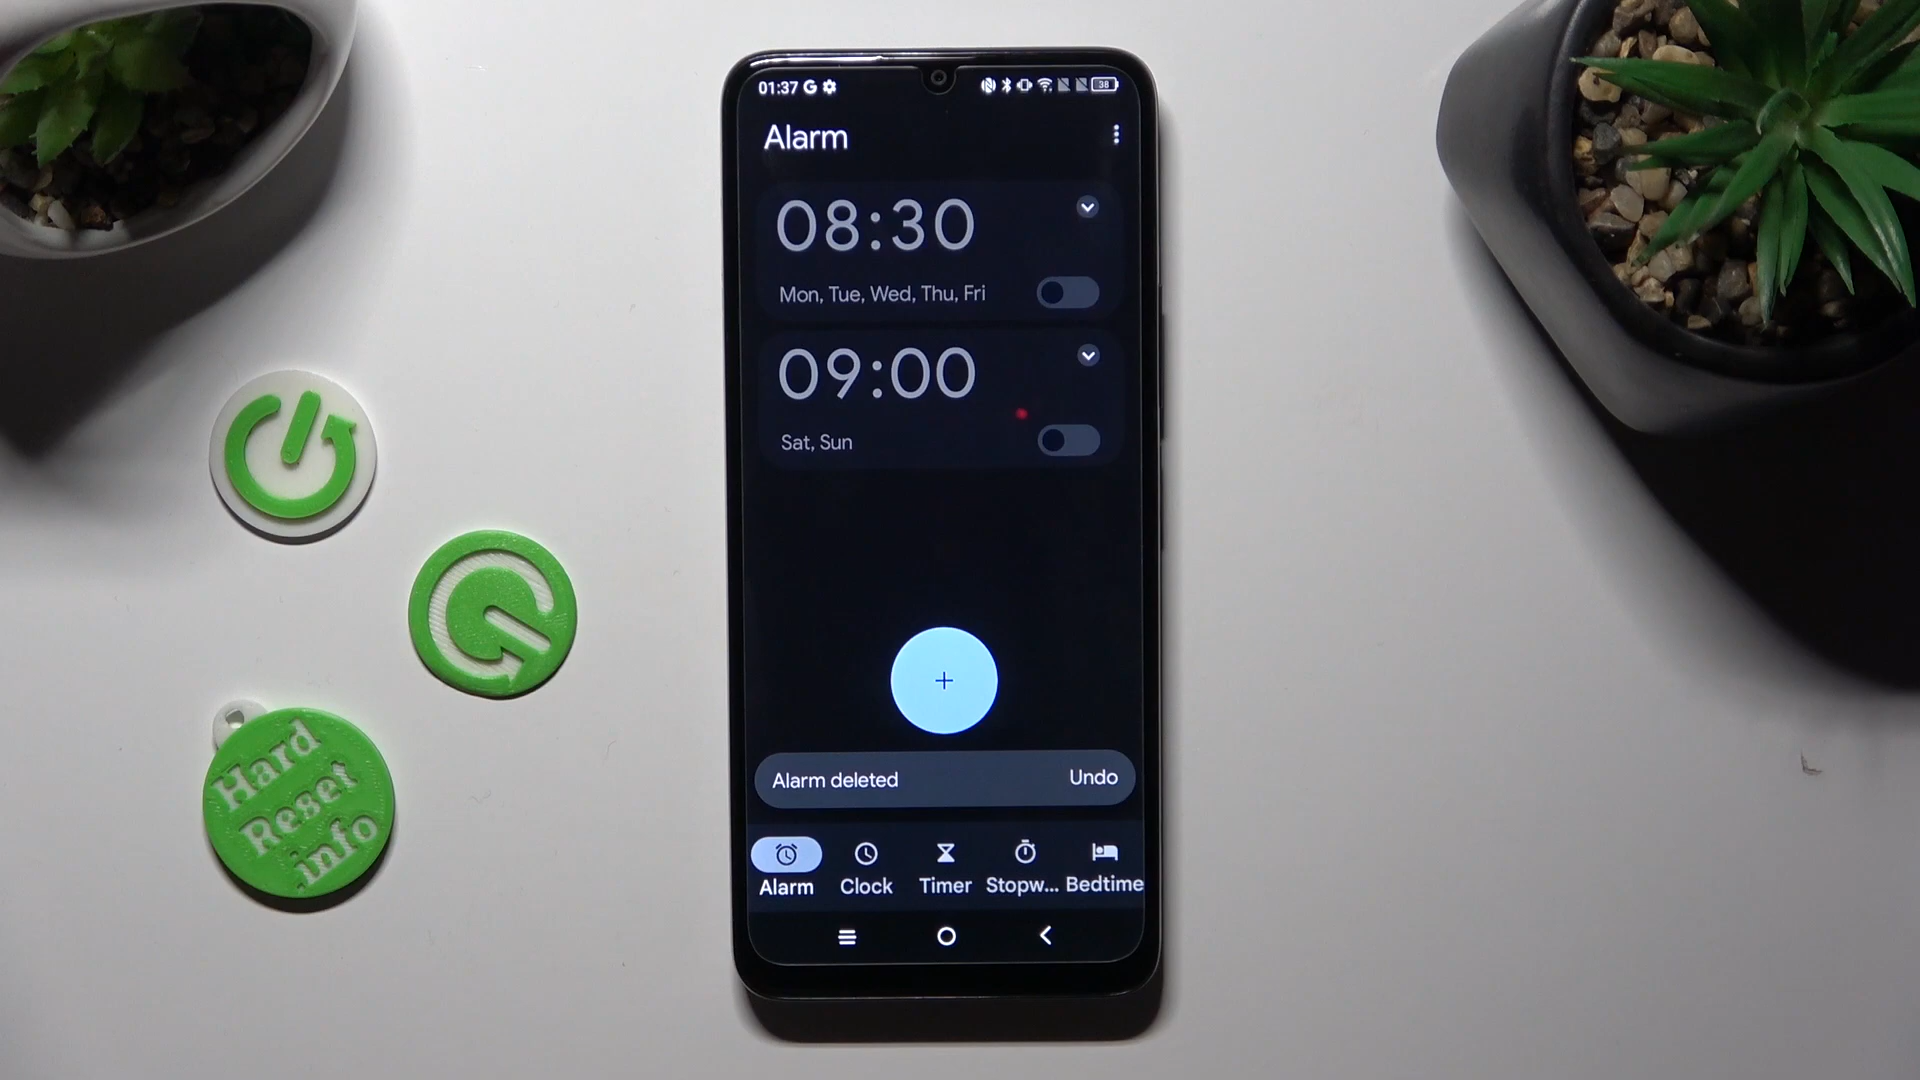 01:37
38
Alarm
08:30
Mon, Tue, Wed, Thu, Fri
09:00
Sat, Sun
Alarm deleted
Undo
Alarm
Clock
Timer
Stopw...
Bedtime
Hard
Reset
.info